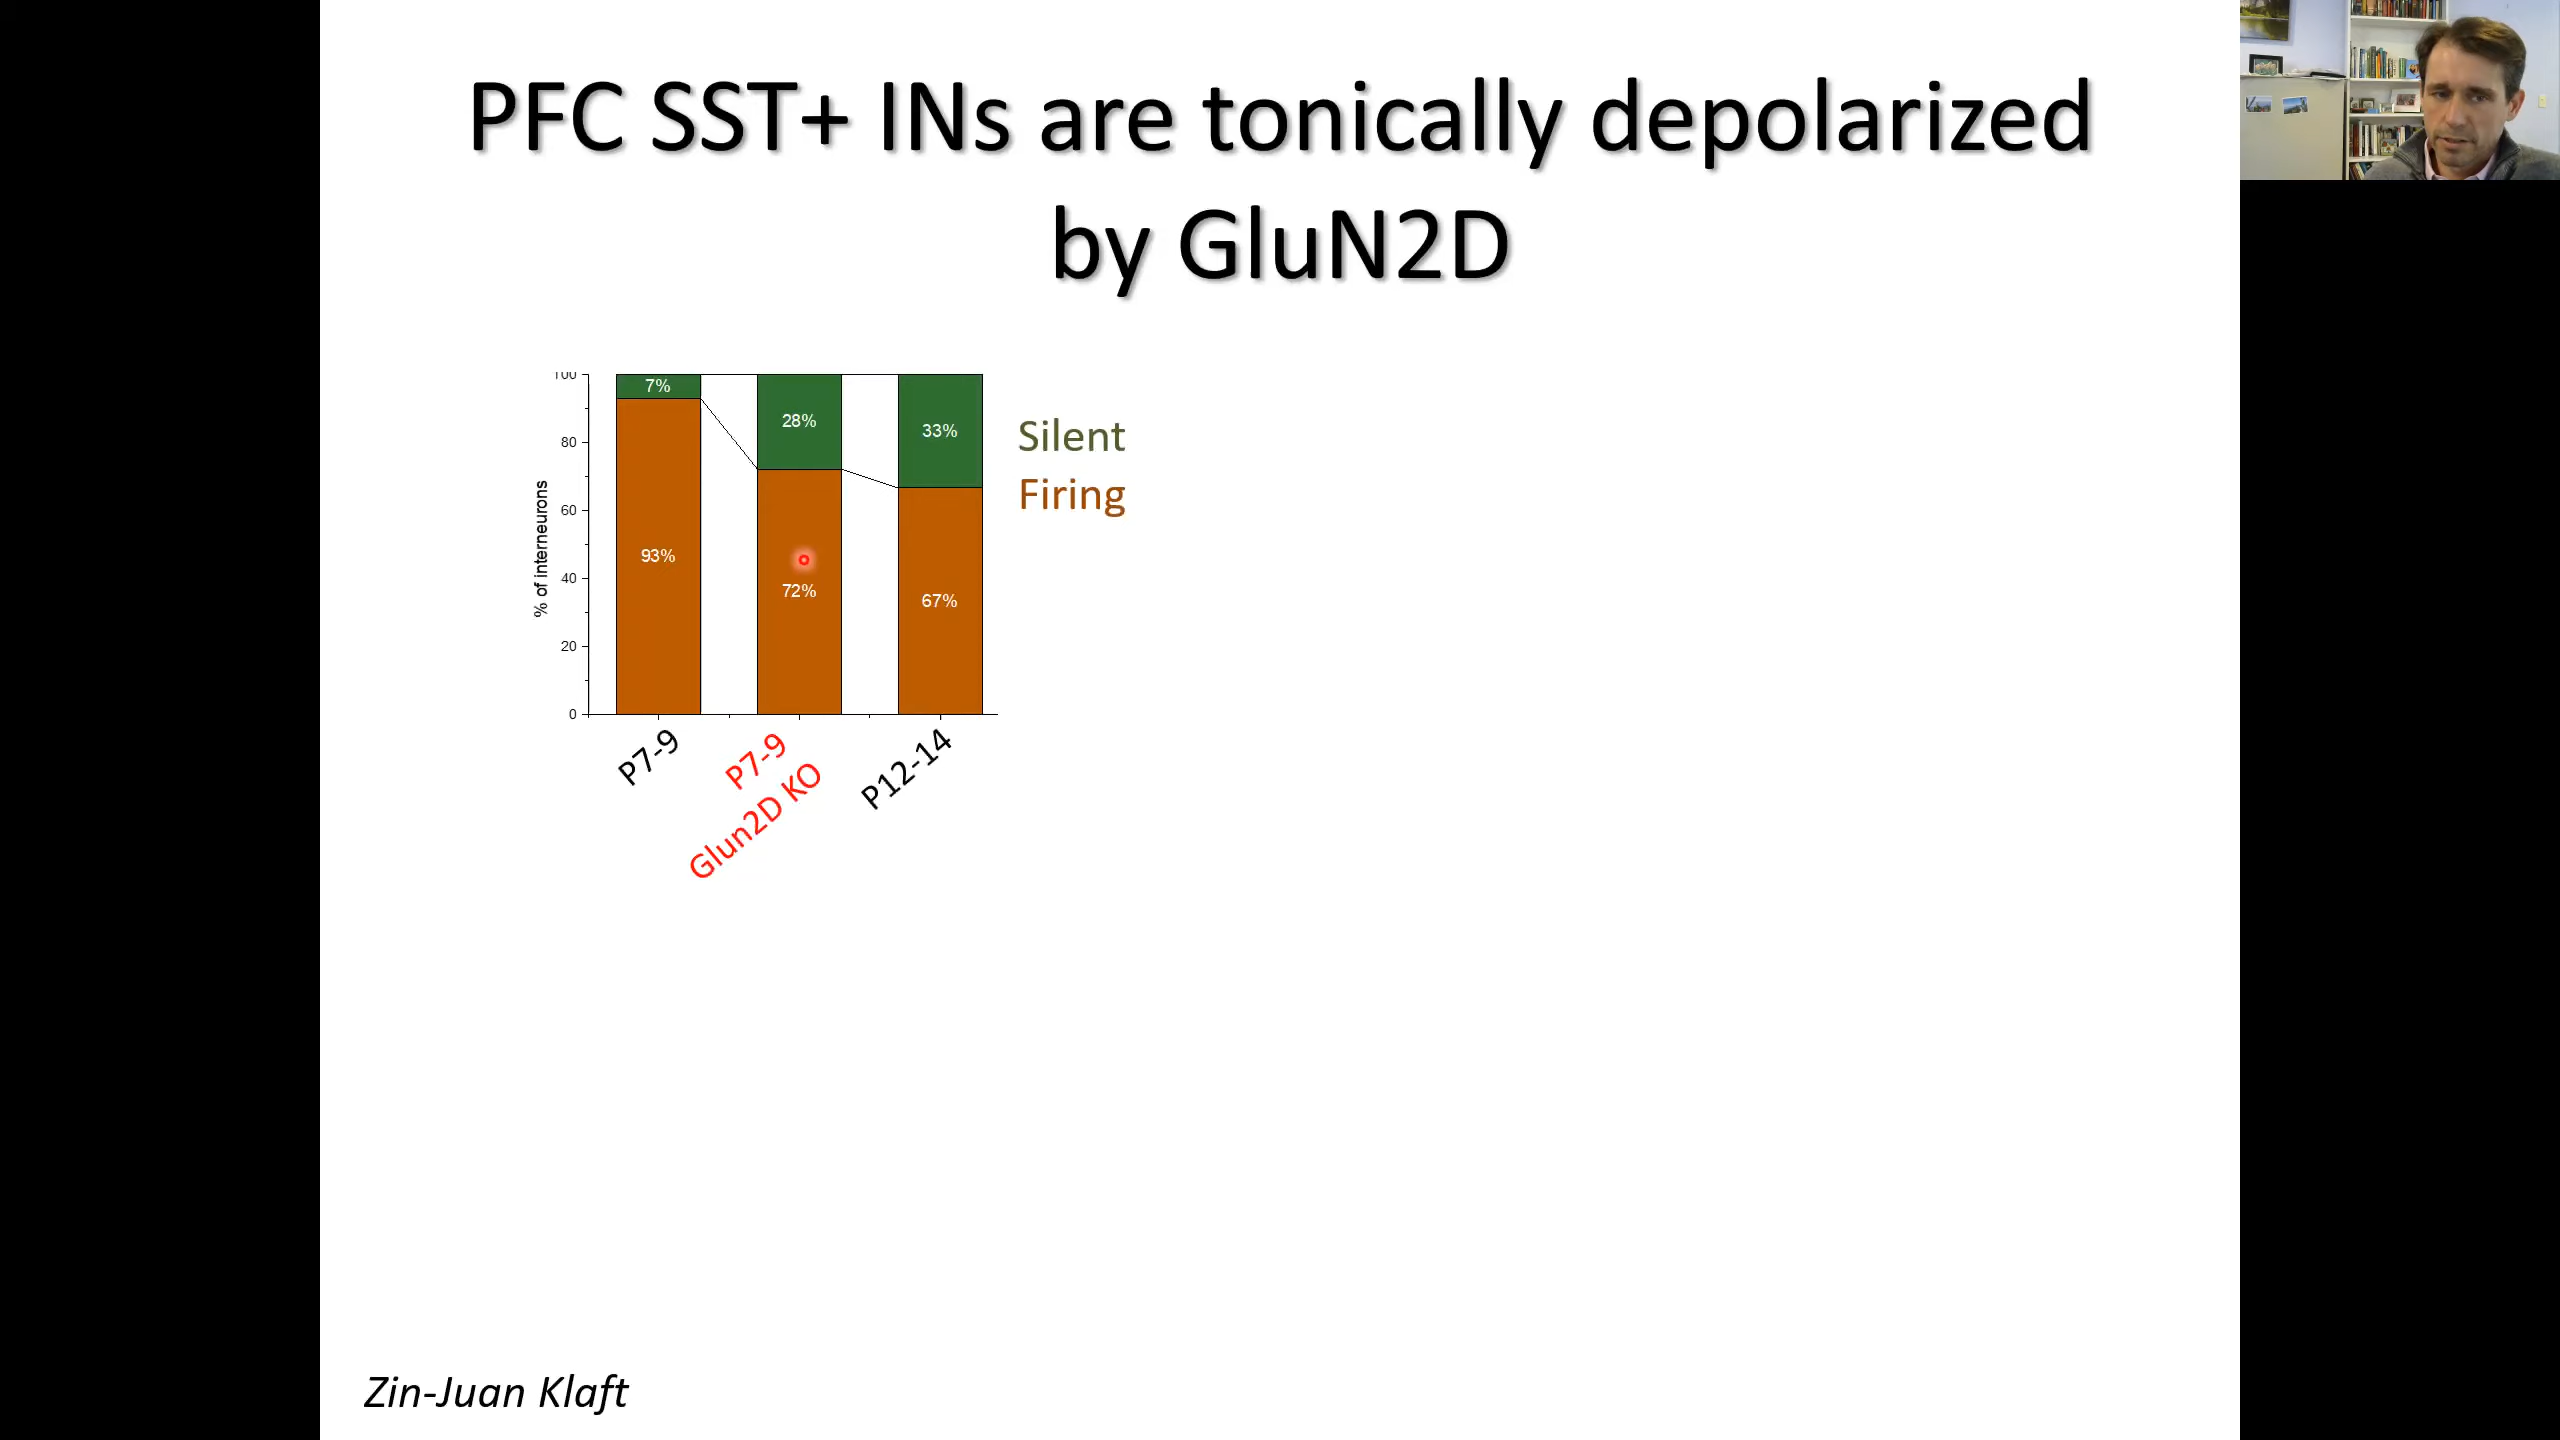 PFC SST+ INs are tonically depolarized
by GluN2D
100
80
60
40
20
0
% of interneurons
7%
93%
28%
72%
33%
67%
Silent
Firing
P7-9
P7-9
Glun2D KO
P12-14
Zin-Juan Klaft